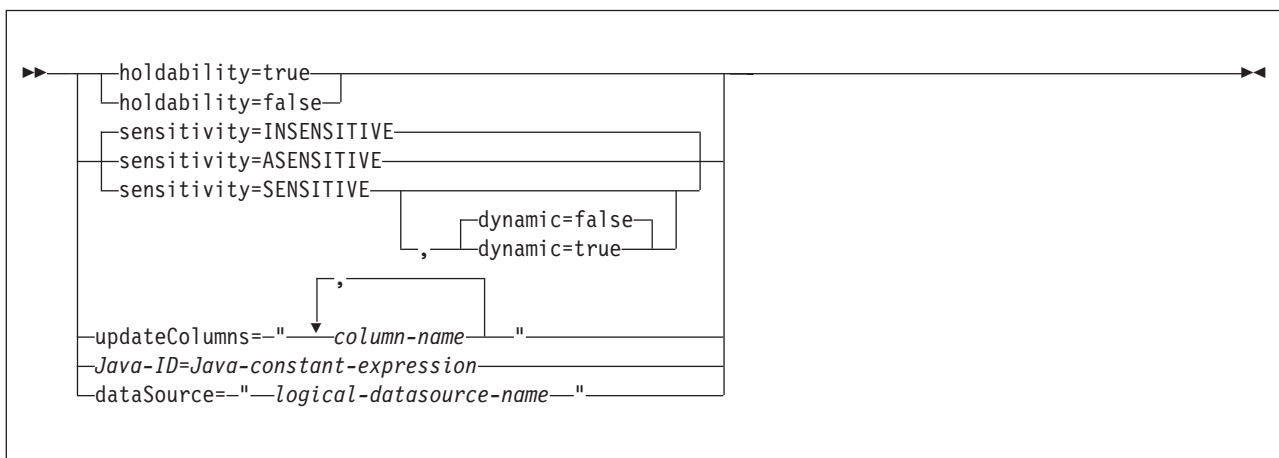 holdability=true
holdability=false
sensitivity=INSENSITIVE
sensitivity=ASENSITIVE
sensitivity=SENSITIVE
dynamic=false
, dynamic=true
,
updateColumns= " column-name "
Java-ID=Java-constant-expression
dataSource= " logical-datasource-name "